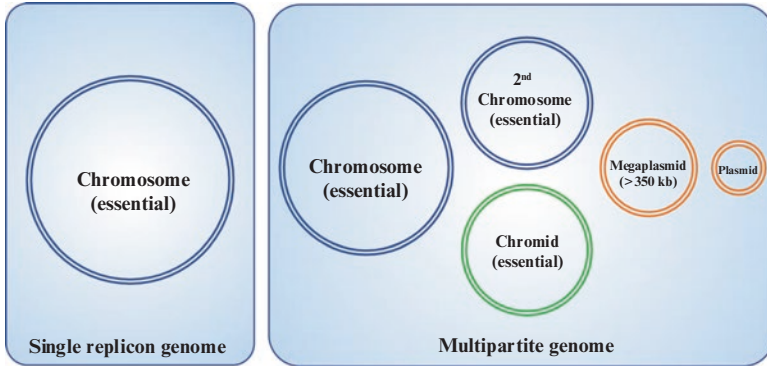 Chromosome
(essential)
Single replicon genome
Chromosome
(essential)
2nd
Chromosome
(essential)
Chromid
(essential)
Megaplasmid
(> 350 kb)
Plasmid
Multipartite genome